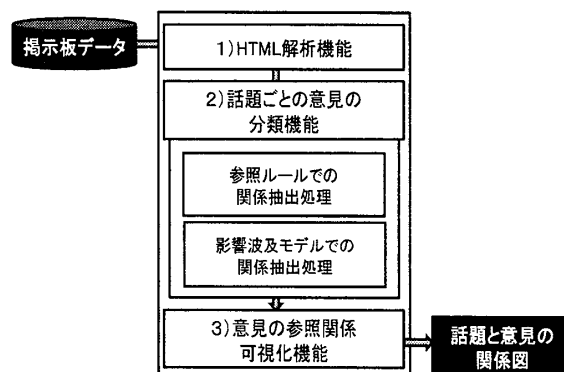 掲示板データ
1)HTML解析機能
2)話題ごとの意見の
分類機能
参照ルールでの
関係抽出処理
影響波及モデルでの
関係抽出処理
3)意見の参照関係
可視化機能
話題と意見の
関係図